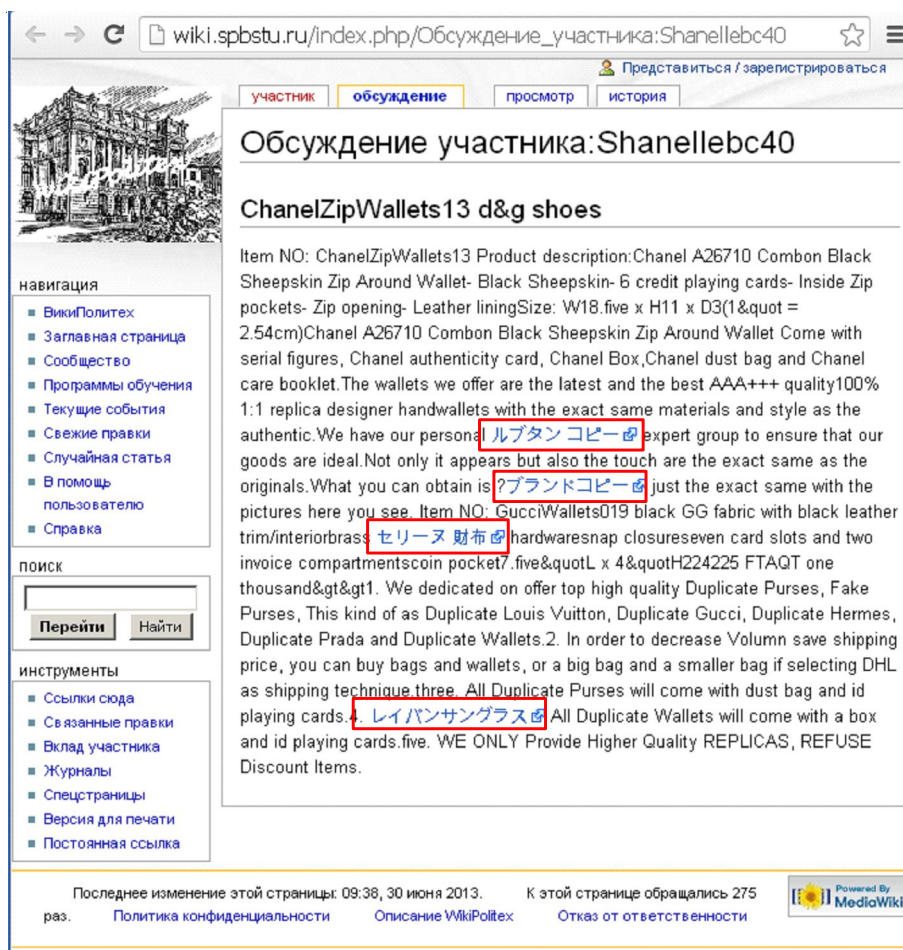 wiki.spbstu.ru/index.php/Обсуждение_участника:Shanellebc40
Представиться / зарегистрироваться
участник обсуждение просмотр история
Обсуждение участника:Shanellebc40
ChanelZipWallets13 d&g shoes
Item NO: ChanelZipWallets13 Product description:Chanel A26710 Combon Black
Sheepskin Zip Around Wallet- Black Sheepskin- 6 credit playing cards- Inside Zip
pockets- Zip opening- Leather liningSize: W18.five x H11 x D3(1&quot =
2.54cm)Chanel A26710 Combon Black Sheepskin Zip Around Wallet Come with
serial figures, Chanel authenticity card, Chanel Box,Chanel dust bag and Chanel
care booklet.The wallets we offer are the latest and the best AAA+++ quality100%
1:1 replica designer handwallets with the exact same materials and style as the
authentic.We have our personal ルブタン コピー expert group to ensure that our
goods are ideal.Not only it appears but also the touch are the exact same as the
originals.What you can obtain is ?ブランドコピー just the exact same with the
pictures here you see. Item NO: GucciWallets019 black GG fabric with black leather
trim/interiorbrass セリーヌ 財布 hardwaresnap closureseven card slots and two
invoice compartmentscoin pocket7.five&quotL x 4&quotH224225 FTAQT one
thousand&gt&gt1. We dedicated on offer top high quality Duplicate Purses, Fake
Purses, This kind of as Duplicate Louis Vuitton, Duplicate Gucci, Duplicate Hermes,
Duplicate Prada and Duplicate Wallets.2. In order to decrease Volumn save shipping
price, you can buy bags and wallets, or a big bag and a smaller bag if selecting DHL
as shipping technique.three. All Duplicate Purses will come with dust bag and id
playing cards.4. レイバンサングラス All Duplicate Wallets will come with a box
and id playing cards.five. WE ONLY Provide Higher Quality REPLICAS, REFUSE
Discount Items.
навигация
ВикиПолитех
Заглавная страница
Сообщество
Программы обучения
Текущие события
Свежие правки
Случайная статья
В помощь
пользователю
Справка
поиск
Перейти Найти
инструменты
Ссылки сюда
Связанные правки
Вклад участника
Журналы
Спецстраницы
Версия для печати
Постоянная ссылка
Последнее изменение этой страницы: 09:38, 30 июня 2013. К этой странице обращались 275
раз. Политика конфиденциальности Описание WikiPolitex Отказ от ответственности
Powered By
MediaWiki